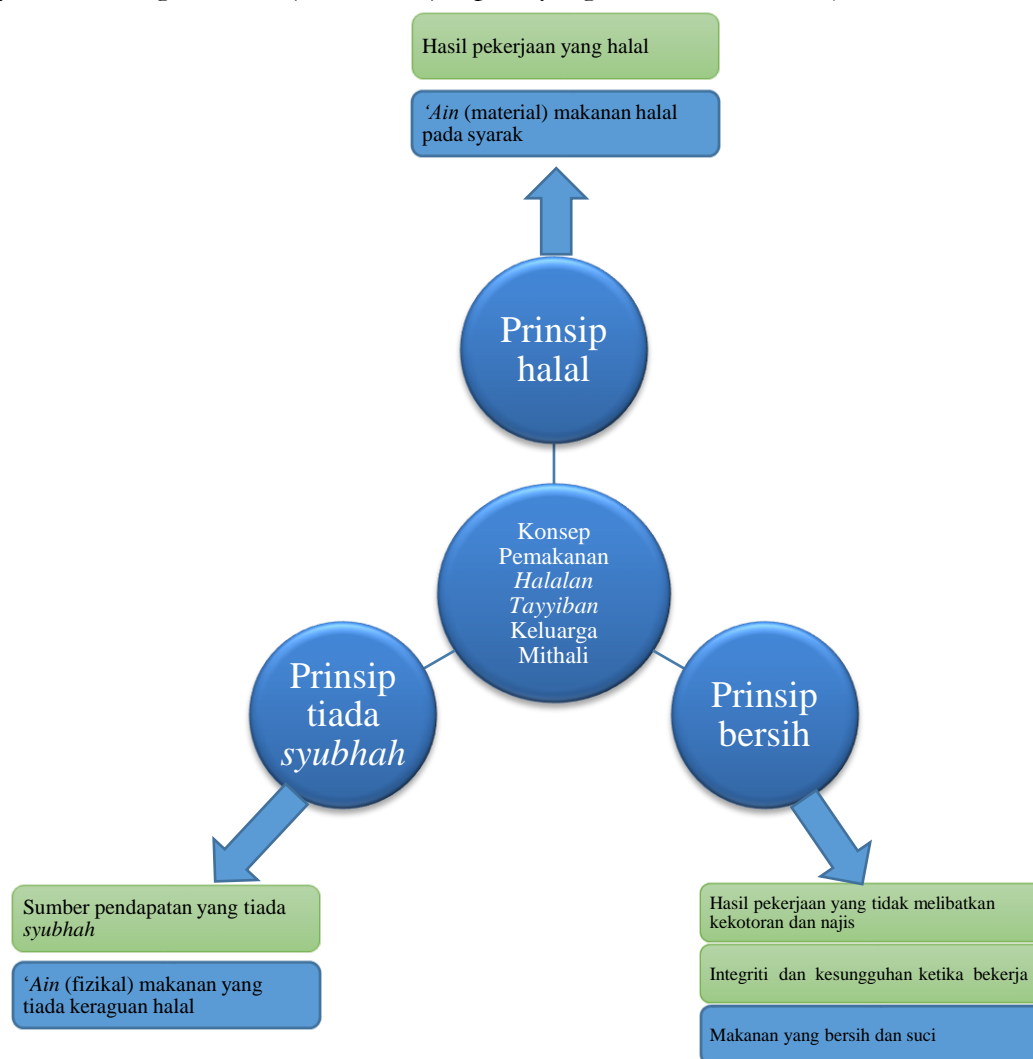 Hasil pekerjaan yang halal
‘Ain (material) makanan halal
pada syarak
Prinsip
halal
Konsep
Pemakanan
Halalan
Tayyiban
Keluarga
Mithali
Prinsip
tiada
syubhah
Prinsip
bersih
Sumber pendapatan yang tiada
syubhah
‘Ain (fizikal) makanan yang
tiada keraguan halal
Hasil pekerjaan yang tidak melibatkan
kekotoran dan najis
Integriti dan kesungguhan ketika bekerja
Makanan yang bersih dan suci